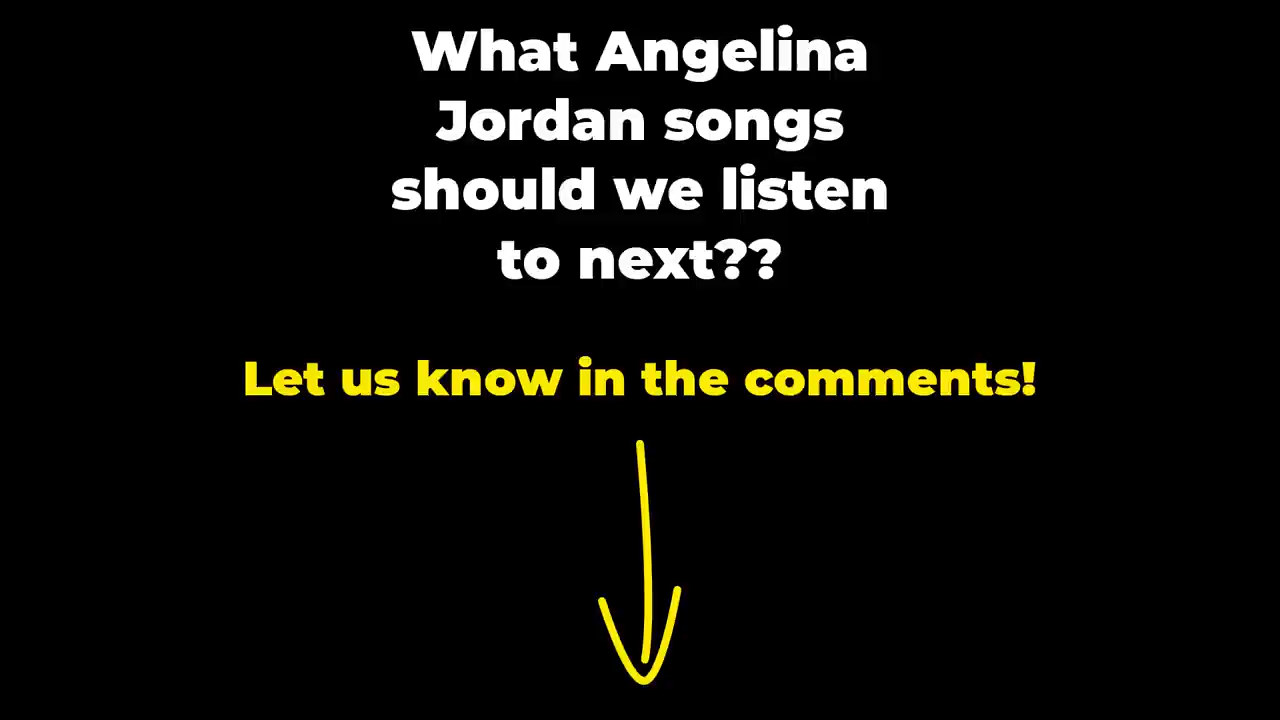 What Angelina
Jordan songs
should we listen
to next??
Let us know in the comments!